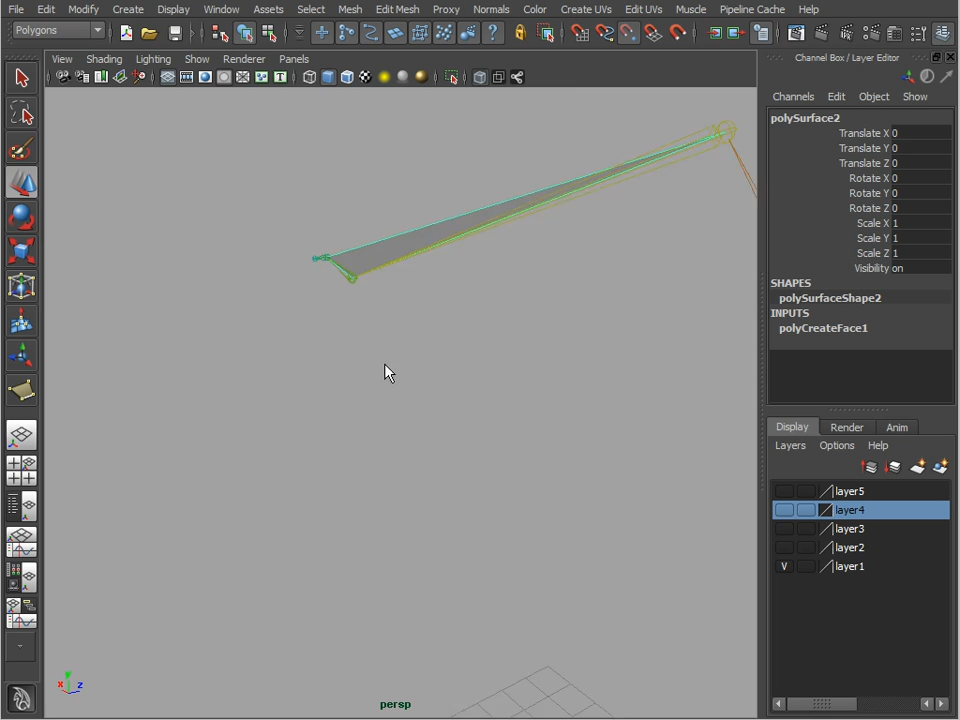 File Edit Modify Create Display Window Assets Select Mesh Edit Mesh Proxy Normals Color Create UVs Edit UVs Muscle Pipeline Cache Help
Polygons
View Shading Lighting Show Renderer Panels
Channel Box / Layer Editor
Channels Edit Object Show
polySurface2
Translate X 0
Translate Y 0
Translate Z 0
Rotate X 0
Rotate Y 0
Rotate Z 0
Scale X 1
Scale Y 1
Scale Z 1
Visibility on
SHAPES
polySurfaceShape2
INPUTS
polyCreateFace1
Display Render Anim
Layers Options Help
layer5
layer4
layer3
layer2
V layer1
x y z
persp